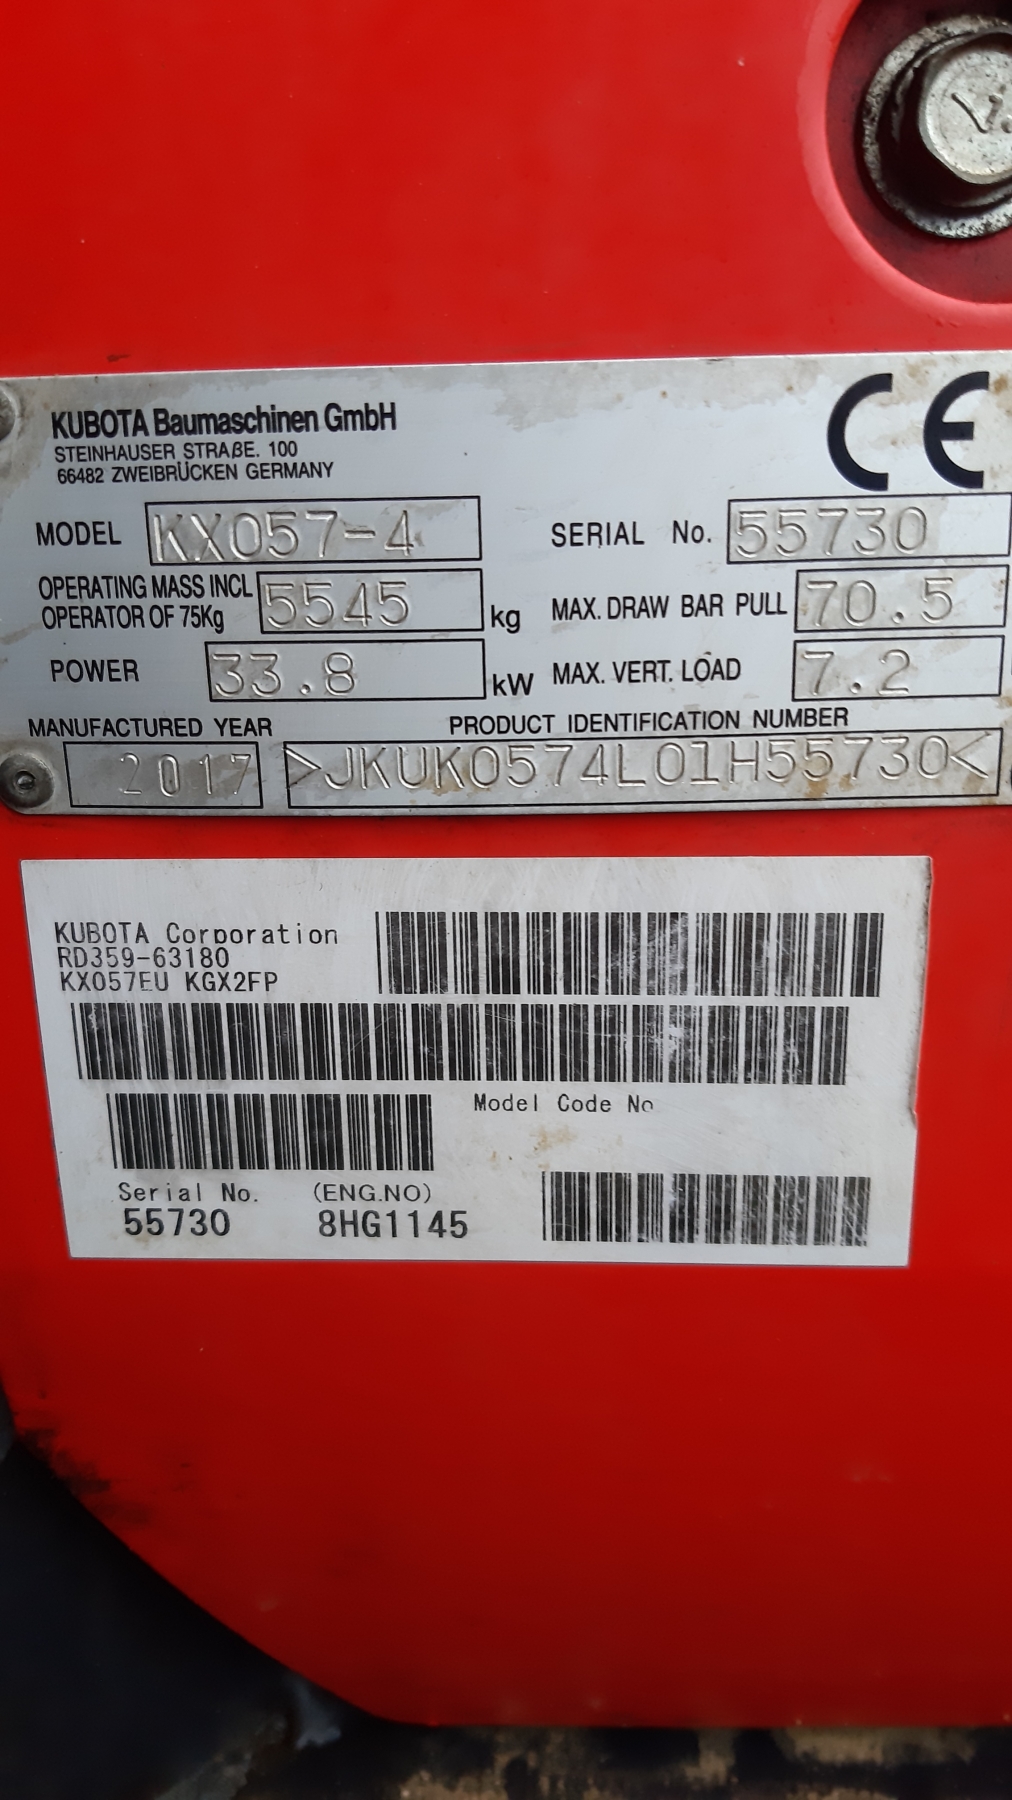 KUBOTA Baumaschinen GmbH
STEINHAUSER STRAßE. 100
66482 ZWEIBRÜCKEN GERMANY
CE
MODEL KX057-4 SERIAL No. 55730
OPERATING MASS INCL
OPERATOR OF 75Kg 5545 kg MAX. DRAW BAR PULL 70.5
POWER 33.8 kW MAX. VERT. LOAD 7.2
MANUFACTURED YEAR PRODUCT IDENTIFICATION NUMBER
2017 >JKUK0574L01H55730<
KUBOTA Corporation
RD359-63180
KX057EU KGX2FP
Model Code No
Serial No. (ENG.NO)
55730 8HG1145